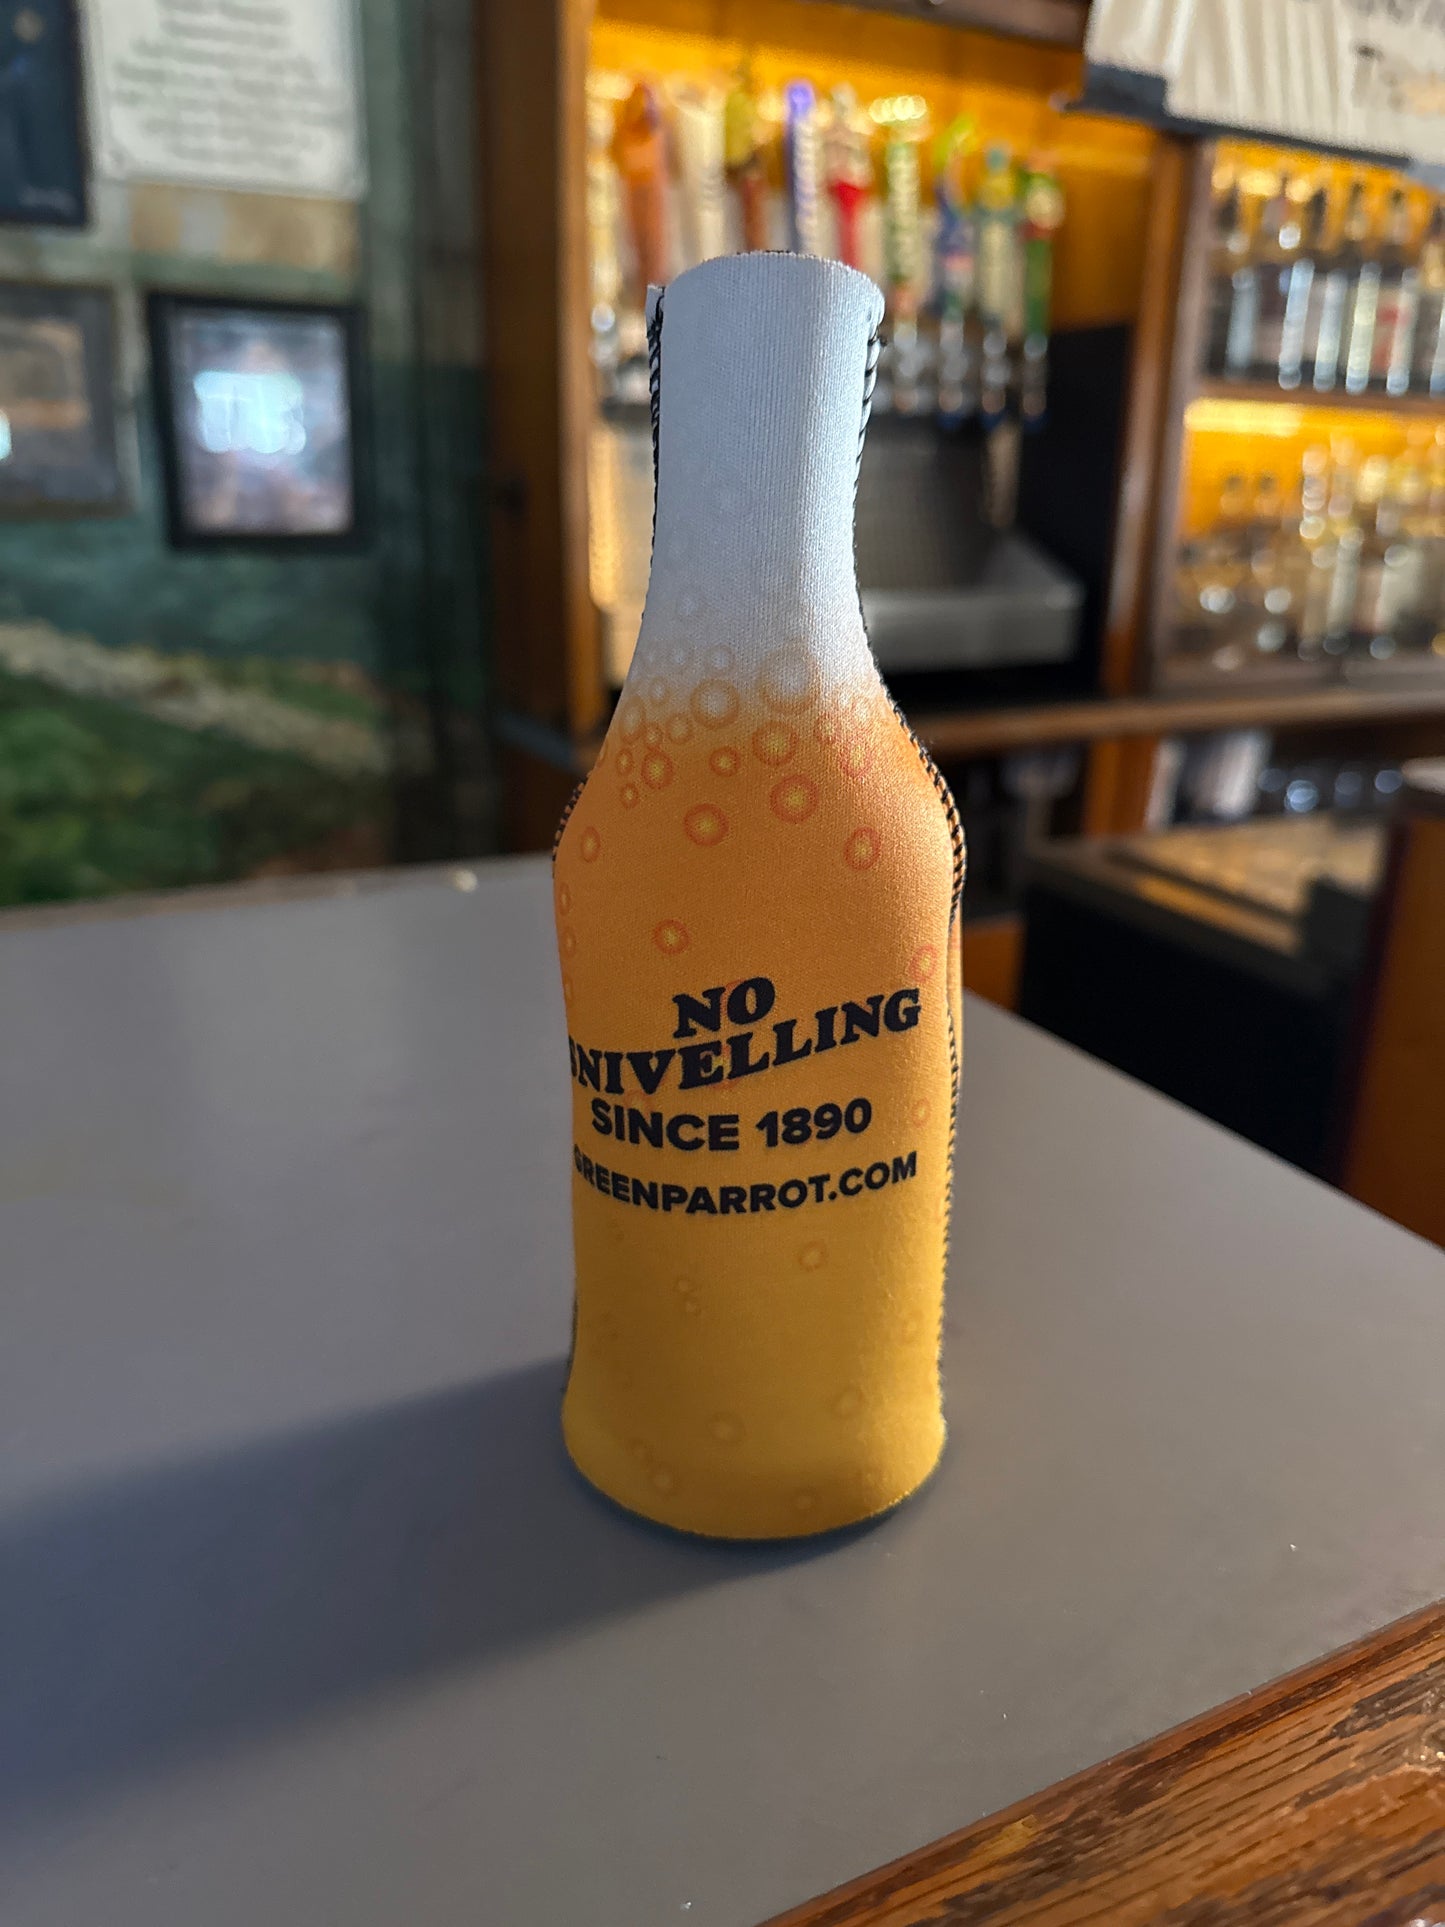 NO
SNIVELLING
SINCE 1890
GREENPARROT.COM